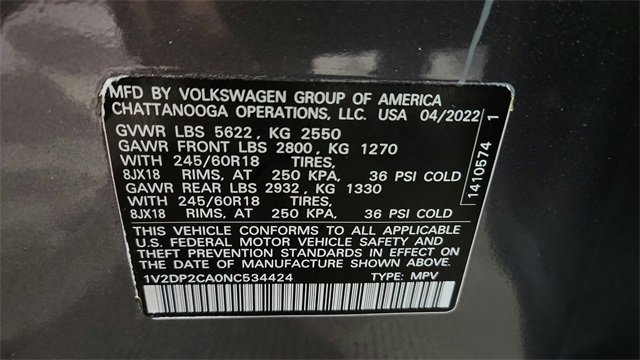 MFD BY VOLKSWAGEN GROUP OF AMERICA
CHATTANOOGA OPERATIONS, LLC. USA 04/2022
GVWR LBS 5622, KG 2550
GAWR FRONT LBS 2800, KG 1270
WITH 245/60R18 TIRES,
8JX18 RIMS, AT 250 KPA, 36 PSI COLD
GAWR REAR LBS 2932, KG 1330
WITH 245/60R18 TIRES,
8JX18 RIMS, AT 250 KPA, 36 PSI COLD
THIS VEHICLE CONFORMS TO ALL APPLICABLE
U.S. FEDERAL MOTOR VEHICLE SAFETY AND
THEFT PREVENTION STANDARDS IN EFFECT ON
THE DATE OF MANUFACTURE SHOWN ABOVE.
1V2DP2CA0NC534424 TYPE: MPV
1410574 1